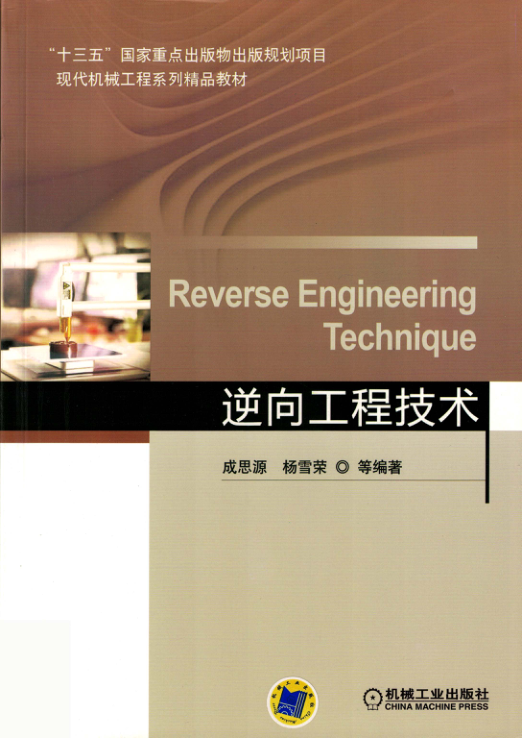 “十三五”国家重点出版物出版规划项目
现代机械工程系列精品教材
Reverse Engineering
Technique
逆向工程技术
成思源 杨雪荣 ◎ 等编著
机械工业出版社
CHINA MACHINE PRESS